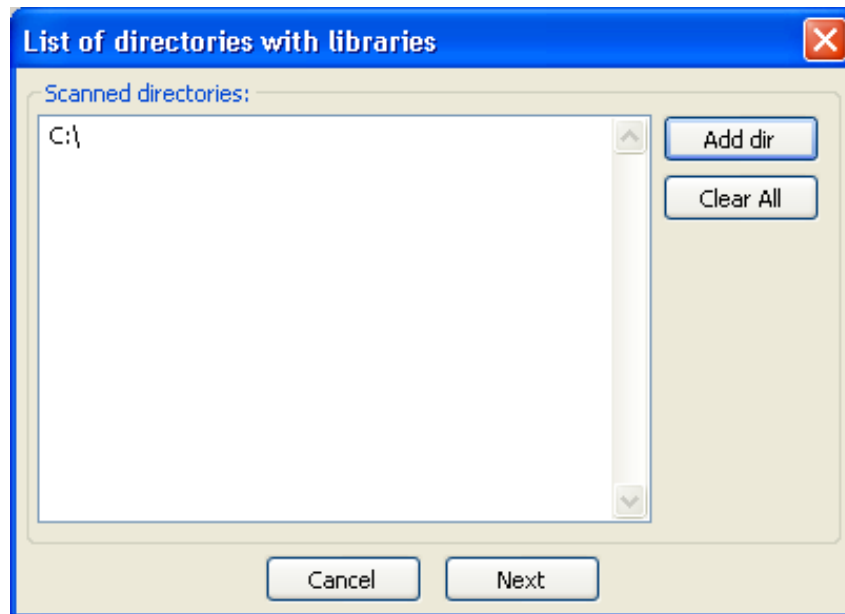 List of directories with libraries
Scanned directories:
C:\
Add dir
Clear All
Cancel
Next